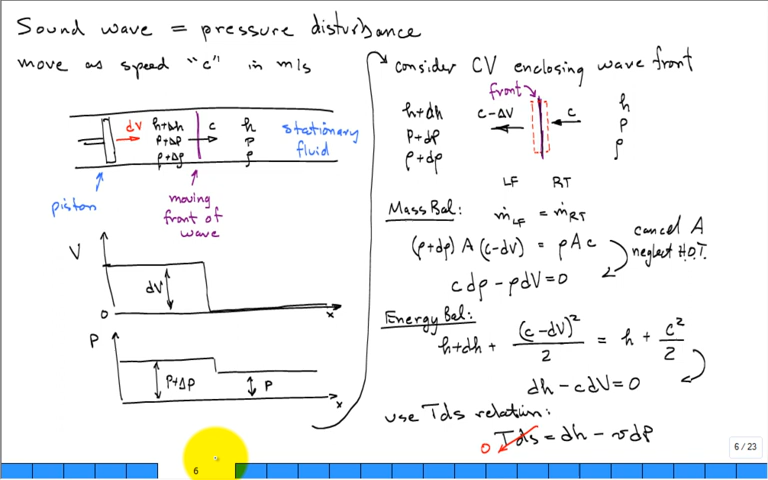 Sound wave = pressure disturbance
move as speed "c" in m/s
dV
h+Δh
P+ΔP
ρ+Δρ
c
h
P
ρ
stationary
fluid
piston
moving
front of
wave
V
dV
0
x
P
P+ΔP
P
x
consider CV enclosing wave front
front
h+dh
P+dP
ρ+dρ
c-ΔV
c
h
P
ρ
LF
RT
Mass Bal:
ṁLF = ṁRT
(ρ+dρ) A (c-dV) = ρAc
cancel A
neglect H.O.T.
cdρ - ρdV=0
Energy Bal:
h+dh + (c-dV)²/2 = h + c²/2
dh - cdV=0
use Tds relation:
0 Tds = dh - vdP
6 / 23
6